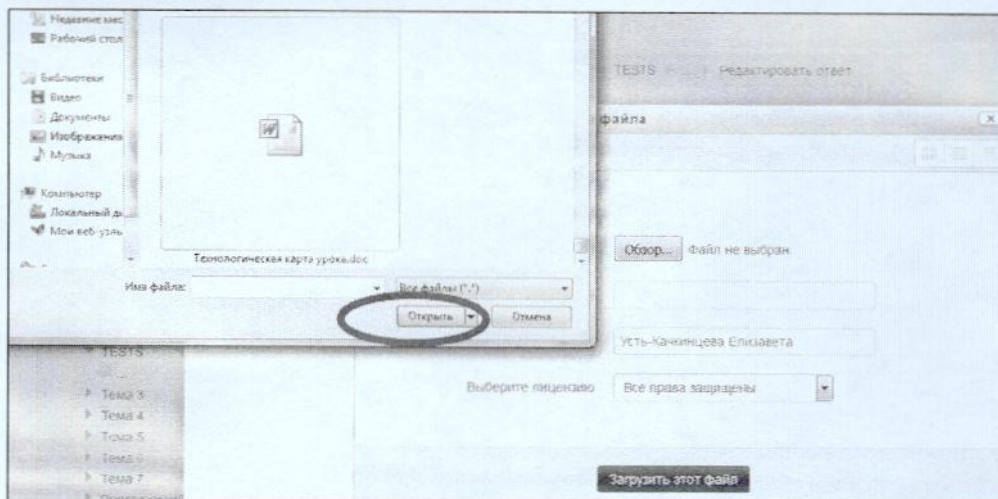 Недавние мес
Рабочий стол
Библиотеки
Видео
Документы
Изображения
Музыка
Компьютер
Локальный ди
Мои веб-узлы
Технологическая карта урока.doc
Имя файла:
Все файлы (*.*)
Открыть
Отмена
TESTS
Редактировать ответ
файла
Обзор...
Файл не выбран.
Усть-Качкинцева Елизавета
Выберите лицензию
Все права защищены
Загрузить этот файл
TESTS
Тема 3
Тема 4
Тема 5
Тема 6
Тема 7